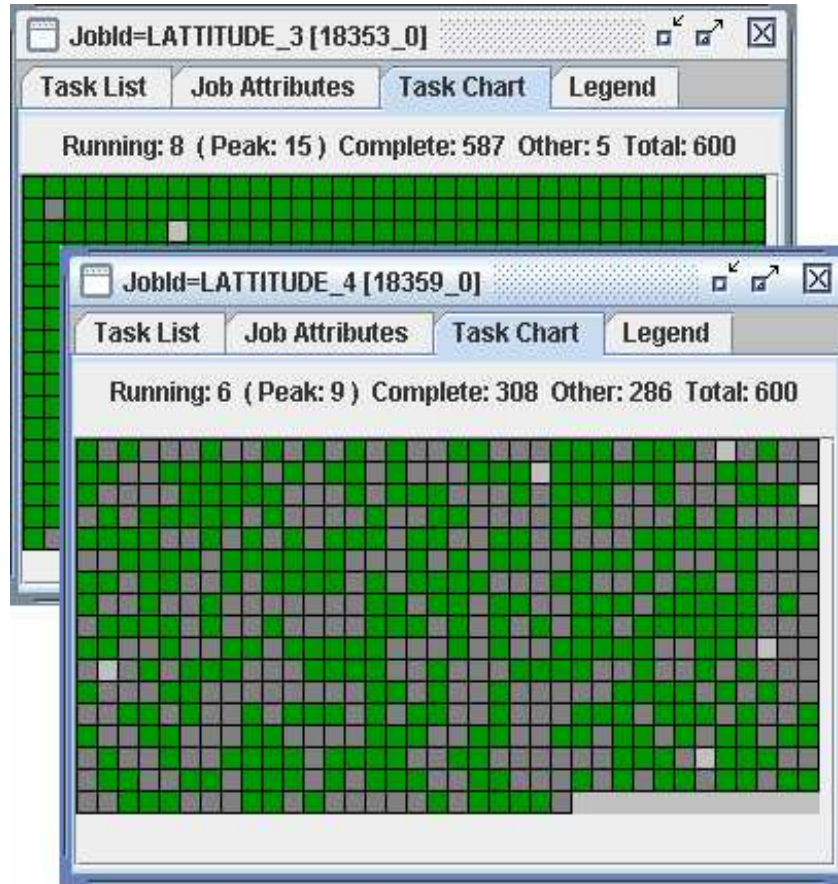 JobId=LATTITUDE_3 [18353_0]
Task List Job Attributes Task Chart Legend
Running: 8 ( Peak: 15 ) Complete: 587 Other: 5 Total: 600
JobId=LATTITUDE_4 [18359_0]
Task List Job Attributes Task Chart Legend
Running: 6 ( Peak: 9 ) Complete: 308 Other: 286 Total: 600